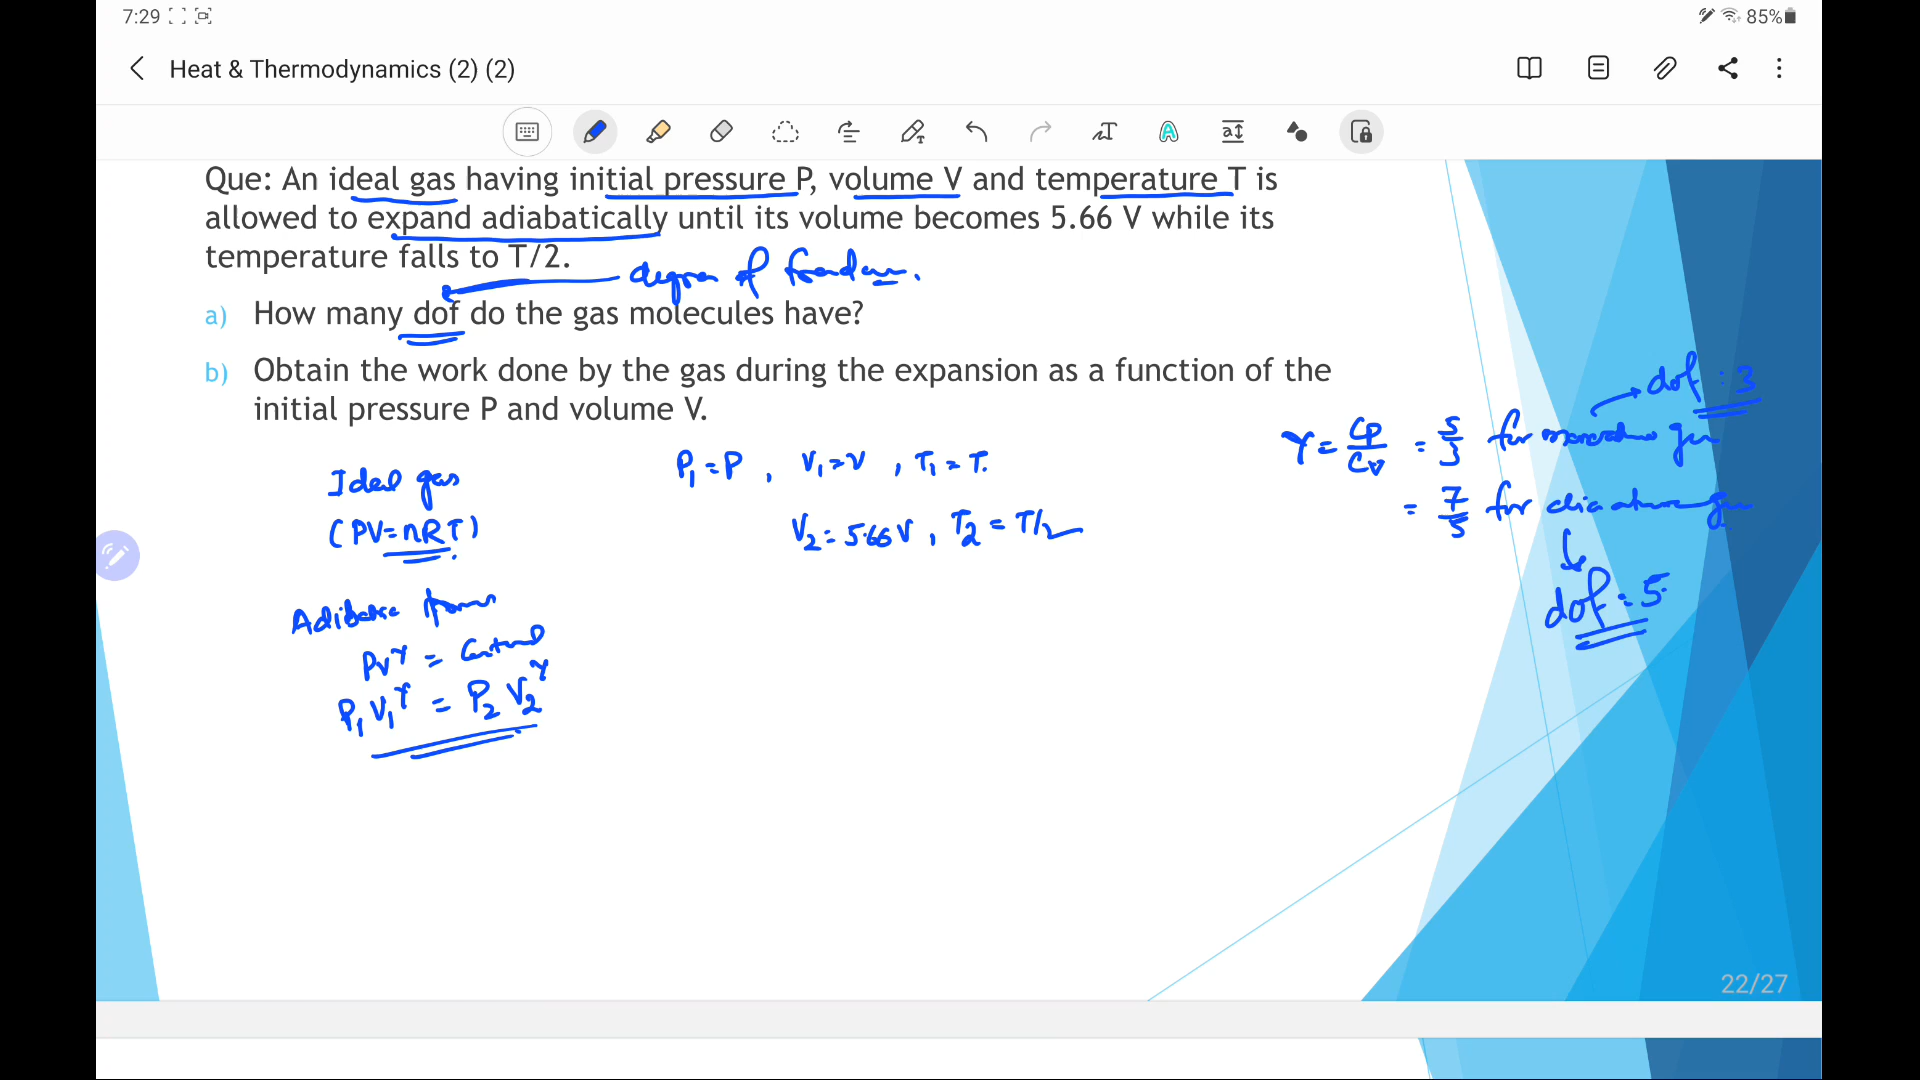 7:29 85%
Heat & Thermodynamics (2) (2)
Que: An ideal gas having initial pressure P, volume V and temperature T is
allowed to expand adiabatically until its volume becomes 5.66 V while its
temperature falls to T/2.
degree of freedom.
a) How many dof do the gas molecules have?
b) Obtain the work done by the gas during the expansion as a function of the
initial pressure P and volume V.
dof : 3
γ = Cp/Cv = 5/3 for monoatomic gas
= 7/5 for diatomic gas
dof : 5
Ideal gas
(PV = nRT)
P₁ = P , V₁ = V , T₁ = T.
V₂ = 5.66 V , T₂ = T/2
PV^γ = Constant
P₁ V₁^γ = P₂ V₂^γ
22/27